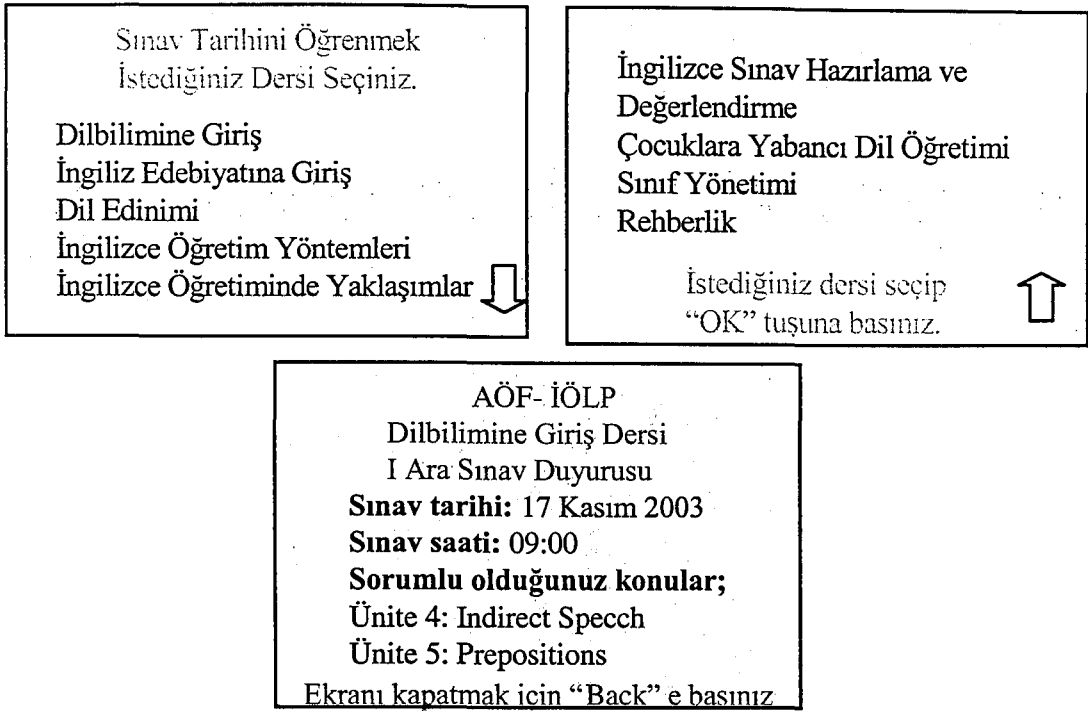 Sınav Tarihini Öğrenmek
İstediğiniz Dersi Seçiniz.
Dilbilimine Giriş
İngiliz Edebiyatına Giriş
Dil Edinimi
İngilizce Öğretim Yöntemleri
İngilizce Öğretiminde Yaklaşımlar
İngilizce Sınav Hazırlama ve
Değerlendirme
Çocuklara Yabancı Dil Öğretimi
Sınıf Yönetimi
Rehberlik
İstediğiniz dersi seçip
“OK” tuşuna basınız.
AÖF- İÖLP
Dilbilimine Giriş Dersi
I Ara Sınav Duyurusu
Sınav tarihi: 17 Kasım 2003
Sınav saati: 09:00
Sorumlu olduğunuz konular;
Ünite 4: Indirect Speech
Ünite 5: Prepositions
Ekranı kapatmak için “Back” e basınız